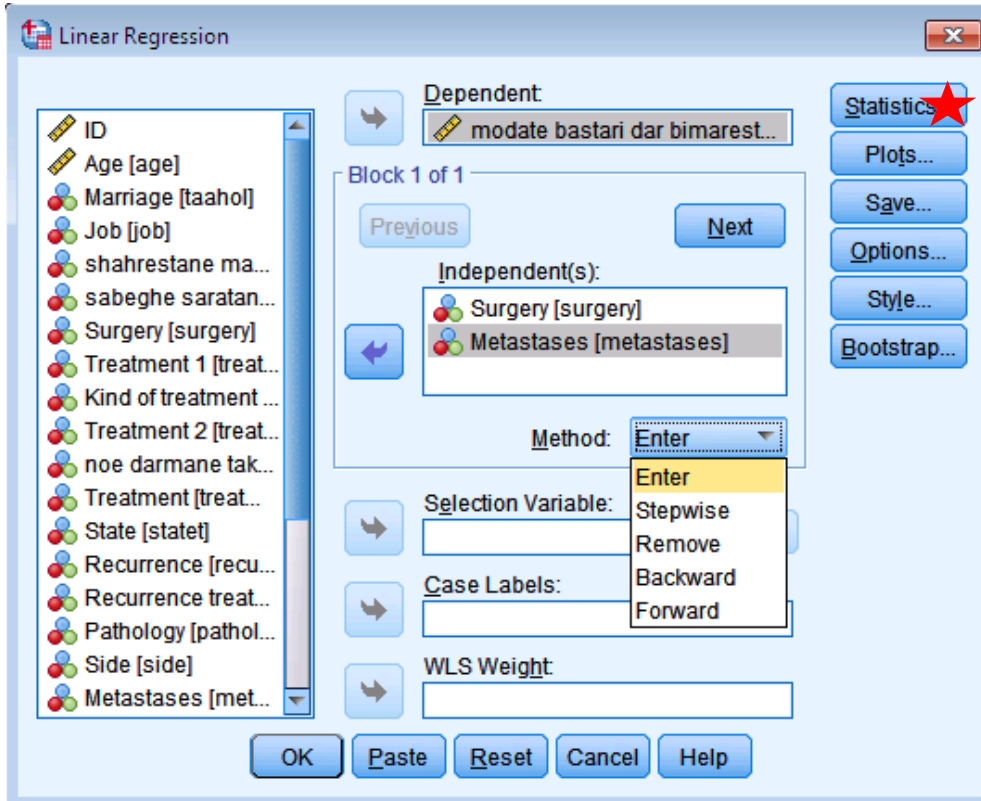 Linear Regression
ID
Age [age]
Marriage [taahol]
Job [job]
shahrestane ma...
sabeghe saratan...
Surgery [surgery]
Treatment 1 [treat...
Kind of treatment ...
Treatment 2 [treat...
noe darmane tak...
Treatment [treat...
State [statet]
Recurrence [recu...
Recurrence treat...
Pathology [pathol...
Side [side]
Metastases [met...
Dependent:
modate bastari dar bimarest...
Block 1 of 1
Previous
Next
Independent(s):
Surgery [surgery]
Metastases [metastases]
Method:
Enter
Enter
Stepwise
Remove
Backward
Forward
Selection Variable:
Case Labels:
WLS Weight:
Statistics
Plots...
Save...
Options...
Style...
Bootstrap...
OK
Paste
Reset
Cancel
Help